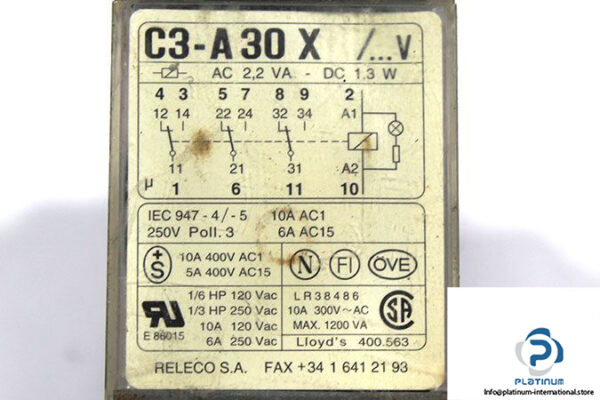 C3-A 30 X /...V
AC 2,2 VA - DC 1.3 W
4 3 5 7 8 9 2
12 14 22 24 32 34 A1
11 21 31 A2
µ 1 6 11 10
IEC 947 - 4/ - 5 10A AC1
250V Poll. 3 6A AC15
+
S
10A 400V AC1
5A 400V AC15
N FI ÖVE
E 86015
1/6 HP 120 Vac
1/3 HP 250 Vac
10A 120 Vac
6A 250 Vac
LR38486
10A 300V ~ AC
MAX. 1200 VA
SA
Lloyd's 400.563
RELECO S.A. FAX +34 1 641 21 93
PLATINUM
Info@platinum-international.store